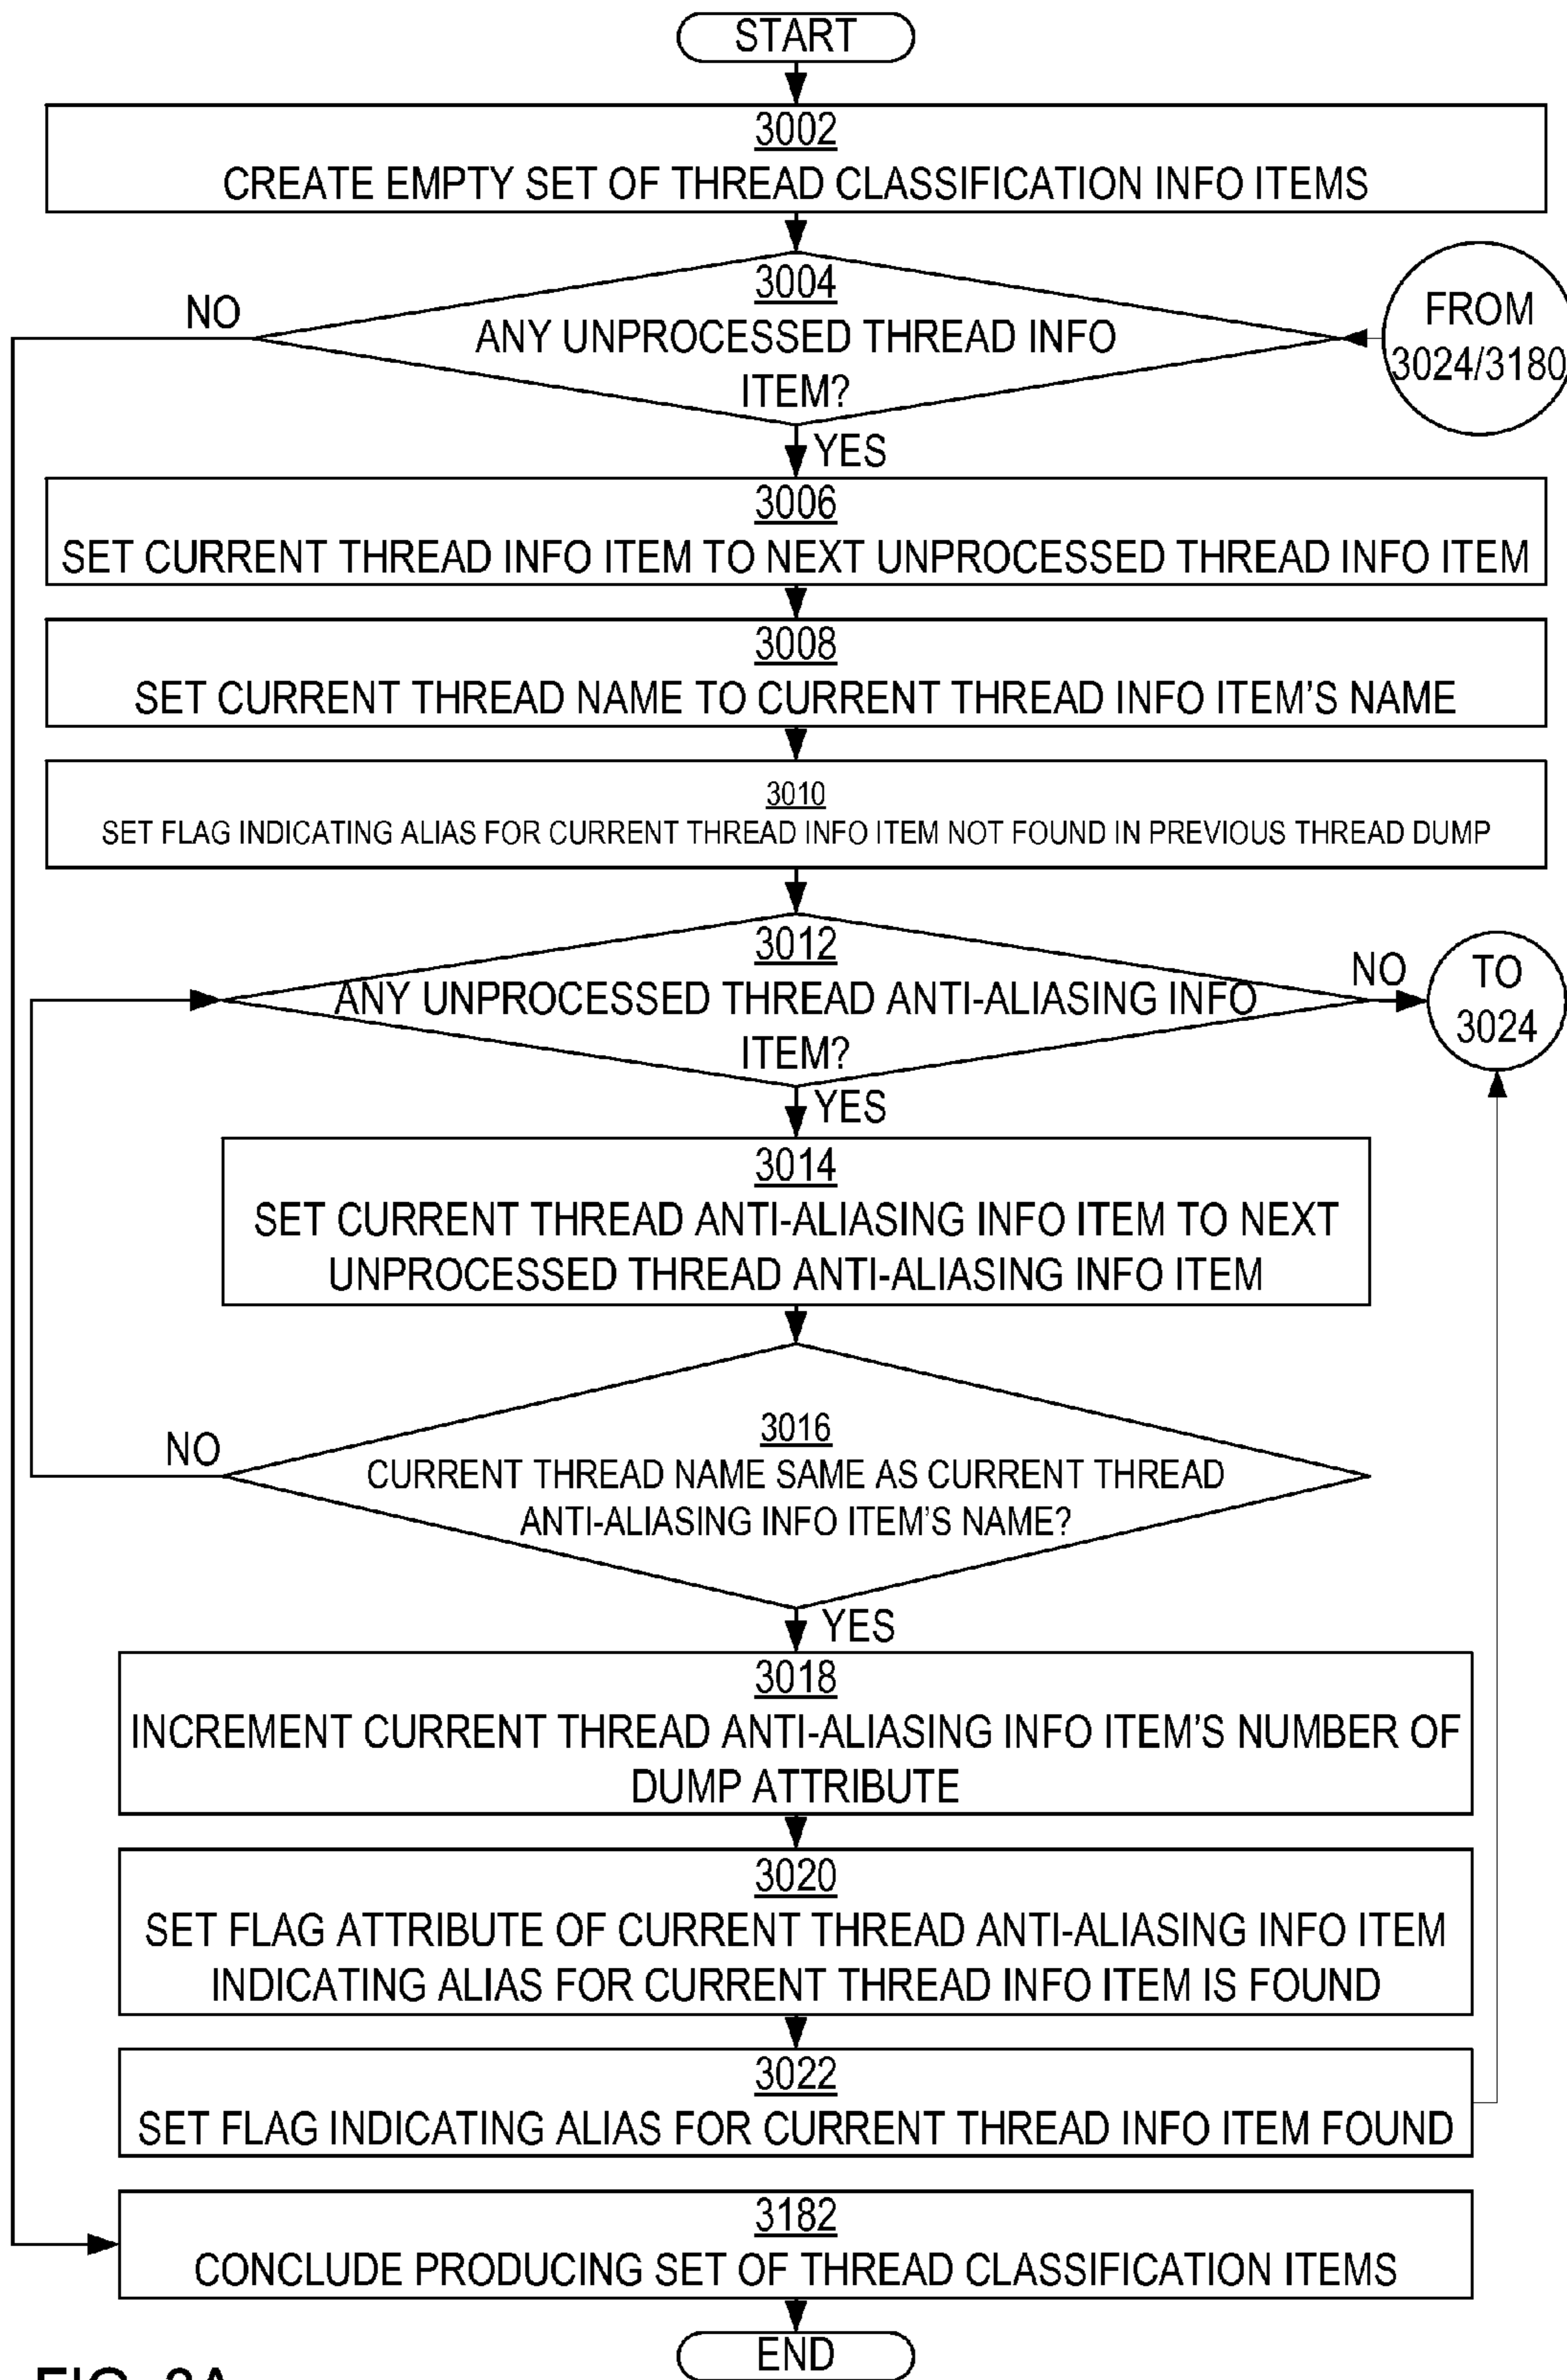 START
3002
CREATE EMPTY SET OF THREAD CLASSIFICATION INFO ITEMS
NO
3004
ANY UNPROCESSED THREAD INFO
ITEM?
FROM
3024/3180
YES
3006
SET CURRENT THREAD INFO ITEM TO NEXT UNPROCESSED THREAD INFO ITEM
3008
SET CURRENT THREAD NAME TO CURRENT THREAD INFO ITEM'S NAME
3010
SET FLAG INDICATING ALIAS FOR CURRENT THREAD INFO ITEM NOT FOUND IN PREVIOUS THREAD DUMP
3012
ANY UNPROCESSED THREAD ANTI-ALIASING INFO
ITEM?
NO
TO
3024
YES
3014
SET CURRENT THREAD ANTI-ALIASING INFO ITEM TO NEXT
UNPROCESSED THREAD ANTI-ALIASING INFO ITEM
NO
3016
CURRENT THREAD NAME SAME AS CURRENT THREAD
ANTI-ALIASING INFO ITEM'S NAME?
YES
3018
INCREMENT CURRENT THREAD ANTI-ALIASING INFO ITEM'S NUMBER OF
DUMP ATTRIBUTE
3020
SET FLAG ATTRIBUTE OF CURRENT THREAD ANTI-ALIASING INFO ITEM
INDICATING ALIAS FOR CURRENT THREAD INFO ITEM IS FOUND
3022
SET FLAG INDICATING ALIAS FOR CURRENT THREAD INFO ITEM FOUND
3182
CONCLUDE PRODUCING SET OF THREAD CLASSIFICATION ITEMS
END